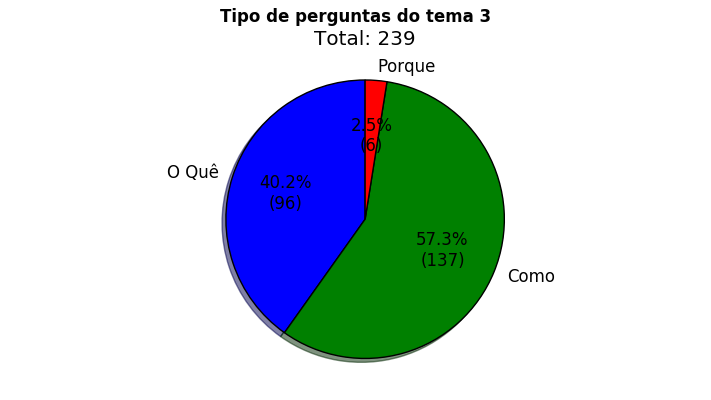 Tipo de perguntas do tema 3
Total: 239
Porque
2.5%
(6)
O Quê
40.2%
(96)
57.3%
(137)
Como